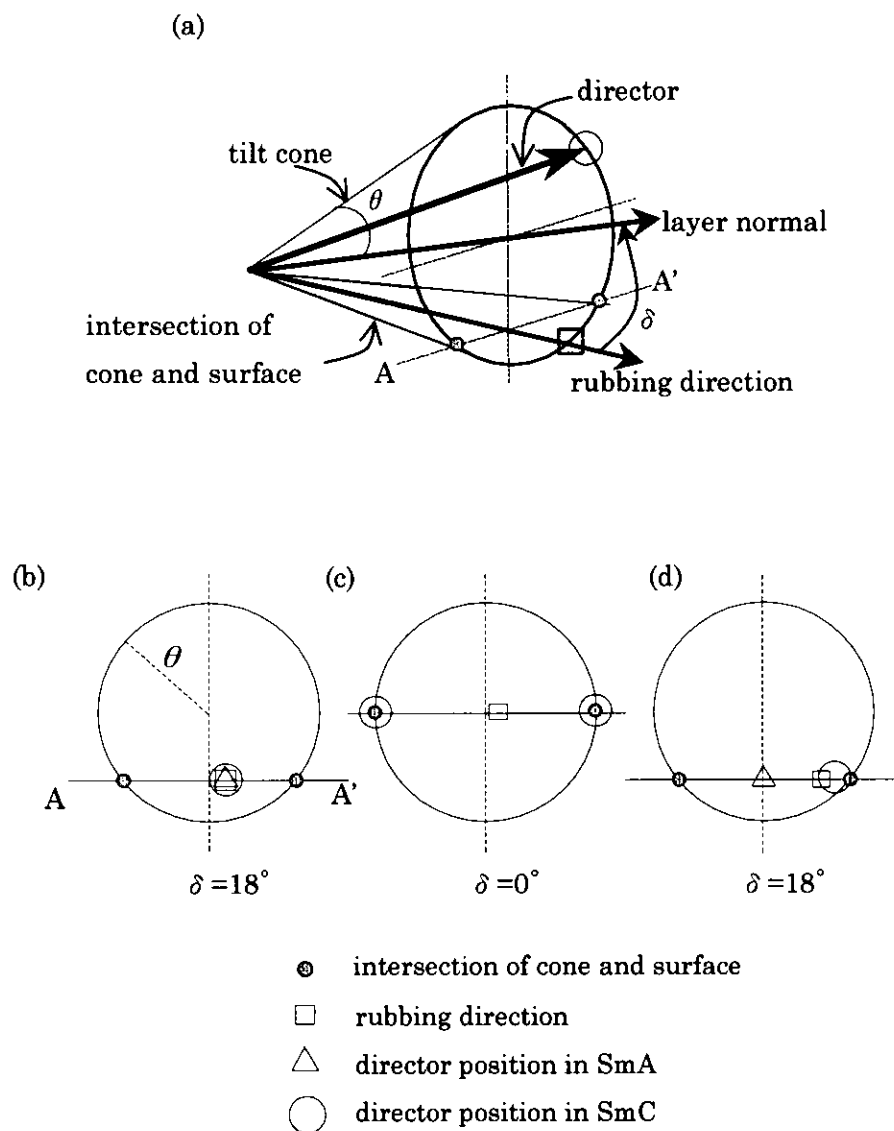 (a)
director
tilt cone
θ
layer normal
A'
δ
intersection of
cone and surface
A
rubbing direction
(b)
(c)
(d)
θ
A
A'
δ =18°
δ=0°
δ=18°
intersection of cone and surface
rubbing direction
director position in SmA
director position in SmC